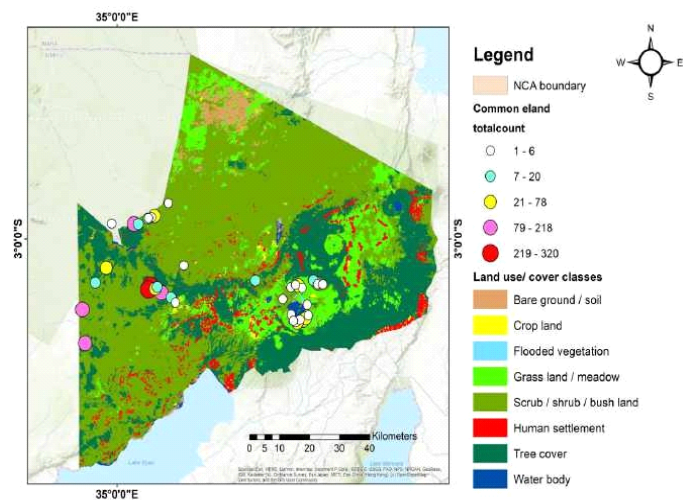 35°0'0"E
N
W E
S
Legend
NCA boundary
Common eland
totalcount
1 - 6
7 - 20
21 - 78
79 - 218
219 - 320
Land use/ cover classes
Bare ground / soil
Crop land
Flooded vegetation
Grass land / meadow
Scrub / shrub / bush land
Human settlement
Tree cover
Water body
3°0'0"S
3°0'0"S
Kilometers
0 5 10 20 30 40
35°0'0"E